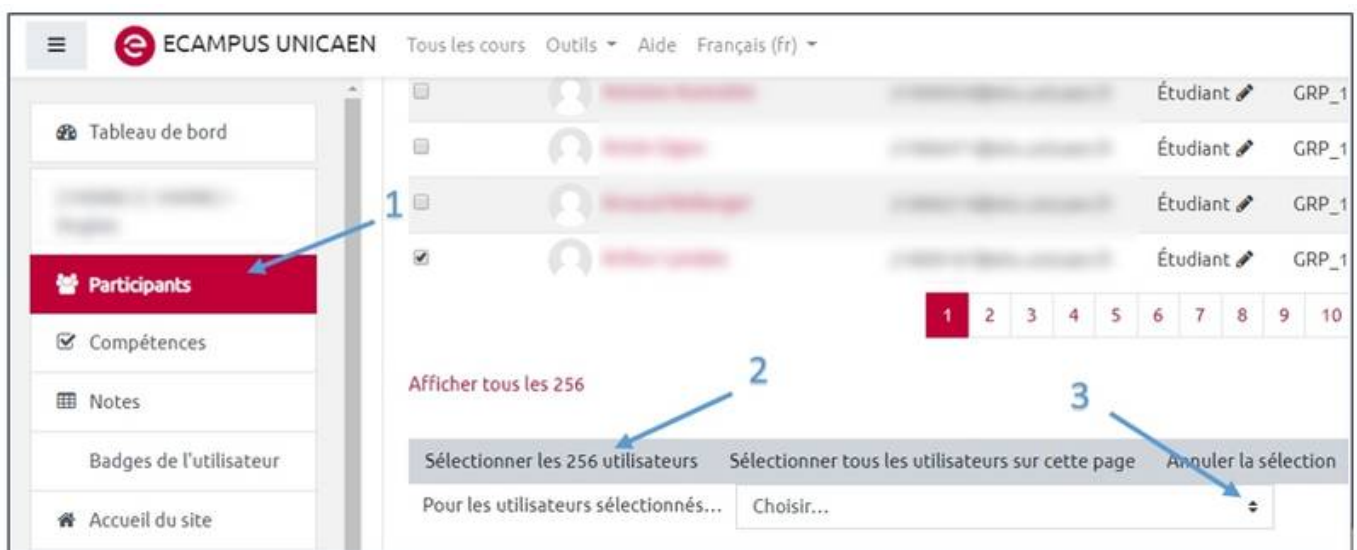 ECAMPUS UNICAEN Tous les cours Outils Aide Français (fr)
Étudiant GRP_1
Tableau de bord
Étudiant GRP_1
1
Étudiant GRP_1
Étudiant GRP_1
Participants
1 2 3 4 5 6 7 8 9 10
Compétences
2
Afficher tous les 256
3
Notes
Badges de l'utilisateur
Sélectionner les 256 utilisateurs Sélectionner tous les utilisateurs sur cette page Annuler la sélection
Pour les utilisateurs sélectionnés... Choisir...
Accueil du site